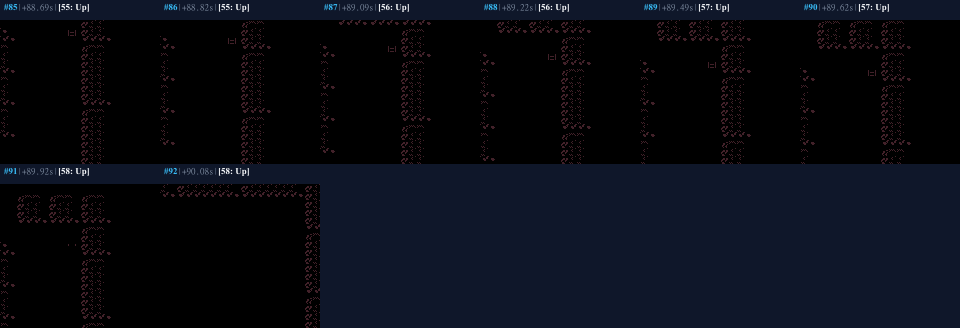 #85|+88.69s|[55: Up]
#86|+88.82s|[55: Up]
#87|+89.09s|[56: Up]
#88|+89.22s|[56: Up]
#89|+89.49s|[57: Up]
#90|+89.62s|[57: Up]
#91|+89.92s|[58: Up]
#92|+90.08s|[58: Up]